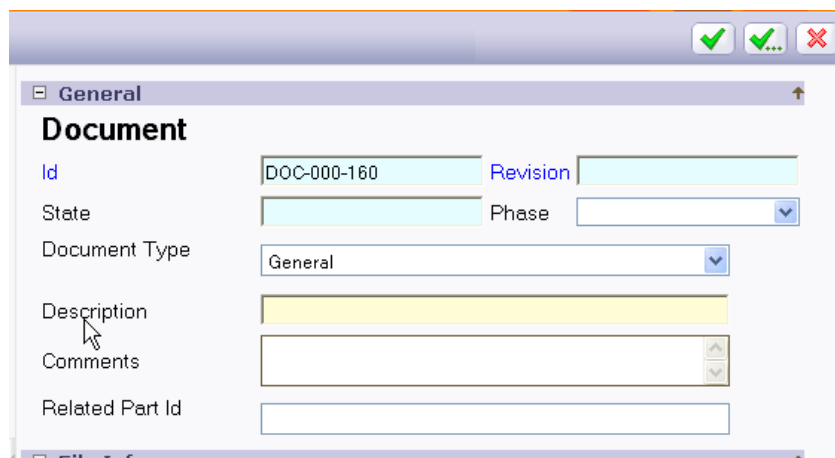 General
Document
Id DOC-000-160 Revision
State Phase
Document Type General
Description
Comments
Related Part Id